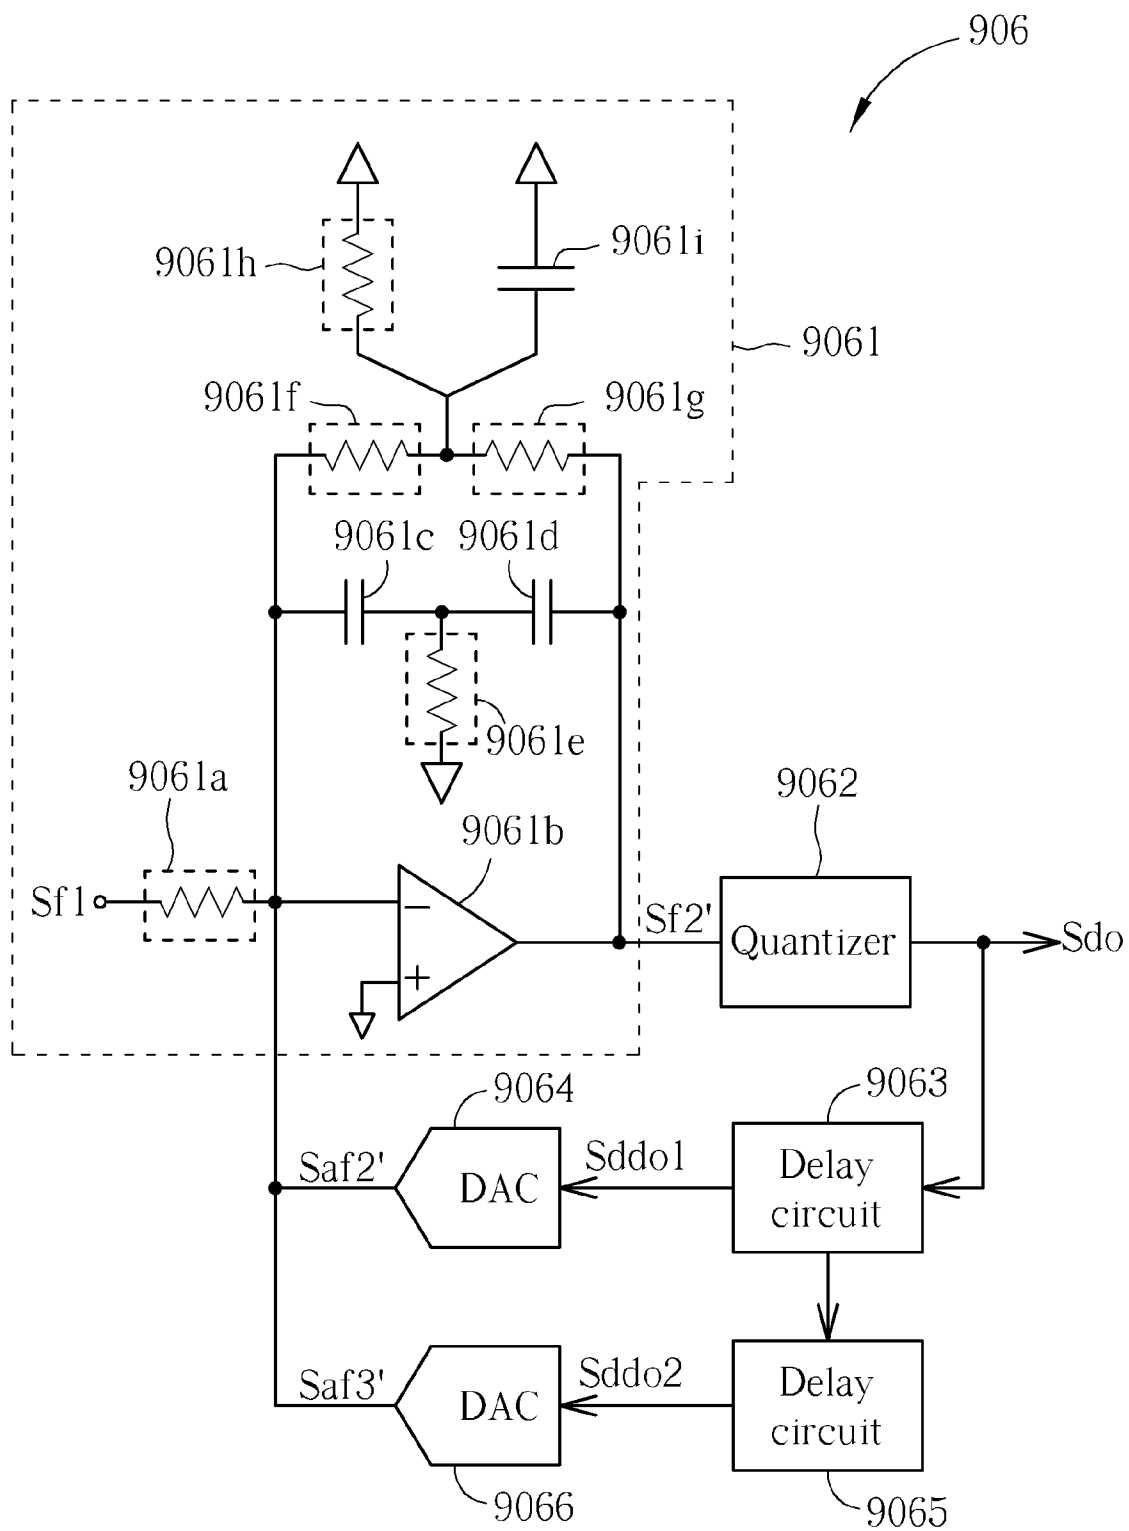 906
9061h
9061i
9061
9061f
9061g
9061c
9061d
9061e
9061a
9061b
9062
Sf1
−
+
Sf2'
Quantizer
Sdo
9064
9063
Saf2'
DAC
Sddo1
Delay
circuit
Saf3'
DAC
Sddo2
Delay
circuit
9066
9065